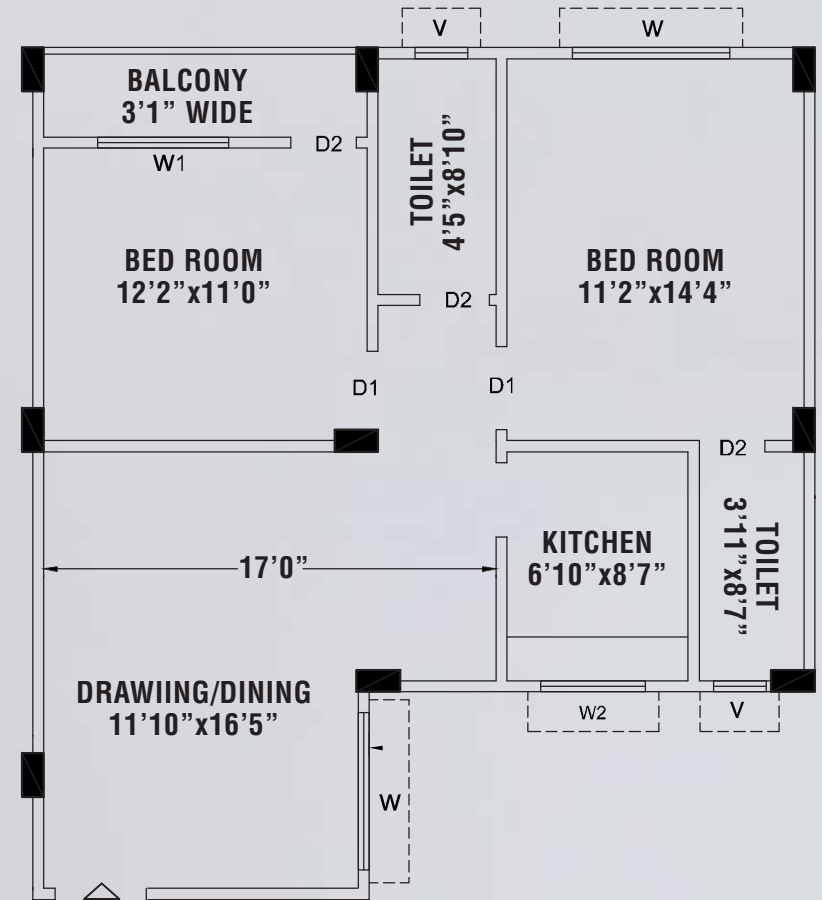 V
W
BALCONY
3'1" WIDE
W1
D2
TOILET
4'5"x8'10"
BED ROOM
12'2"x11'0"
BED ROOM
11'2"x14'4"
D2
D1
D1
D2
17'0"
KITCHEN
6'10"x8'7"
TOILET
3'11"x8'7"
DRAWIING/DINING
11'10"x16'5"
W2
V
W